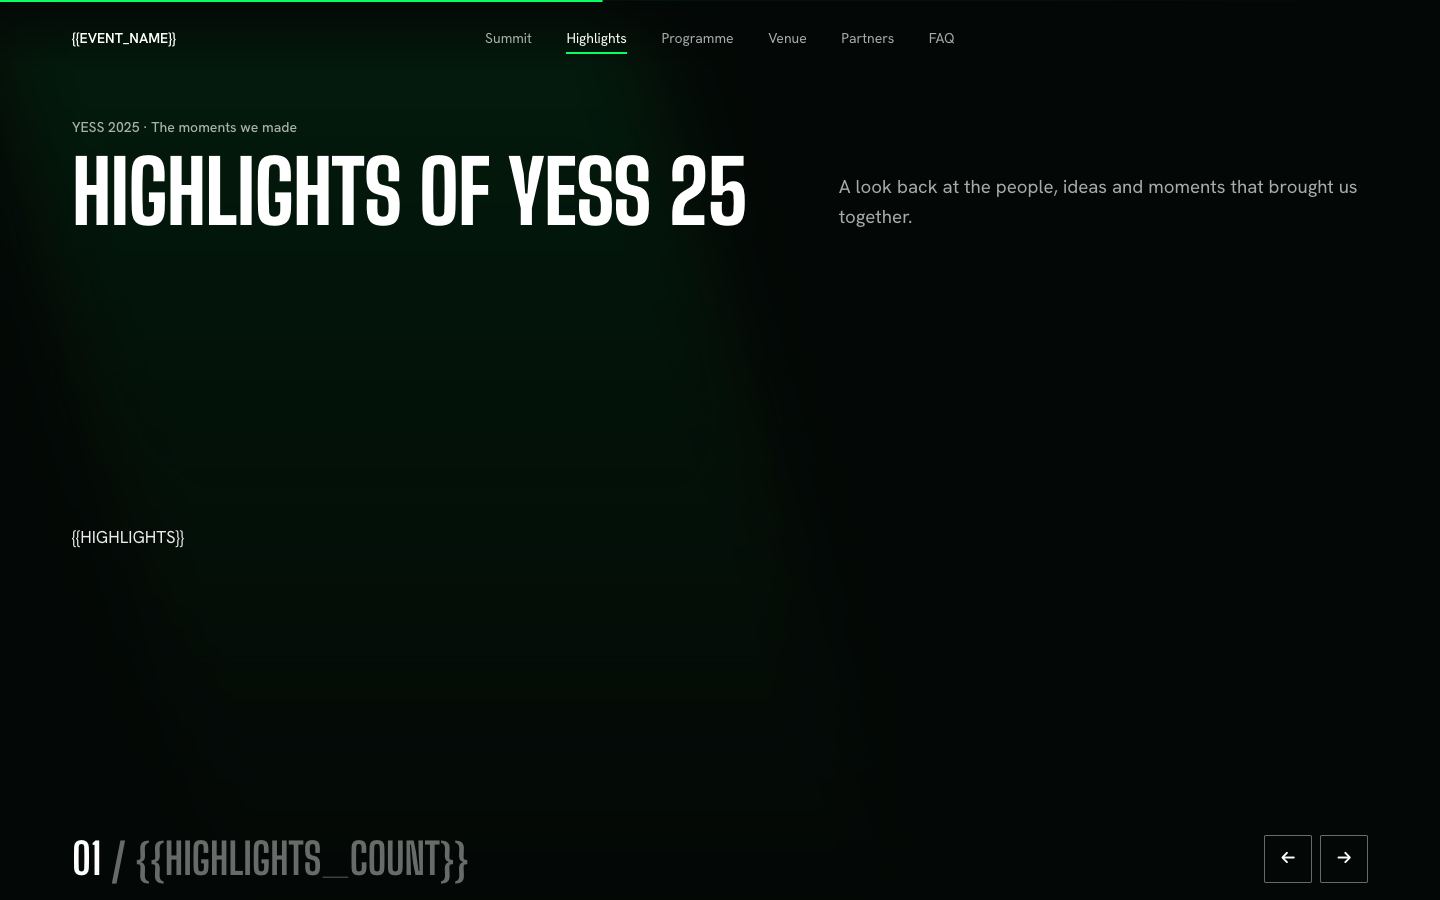 {{EVENT_NAME}}
Summit
Highlights
Programme
Venue
Partners
FAQ
YESS 2025 · The moments we made
HIGHLIGHTS OF YESS 25
A look back at the people, ideas and moments that brought us
together.
{{HIGHLIGHTS}}
01 / {{HIGHLIGHTS_COUNT}}
← →